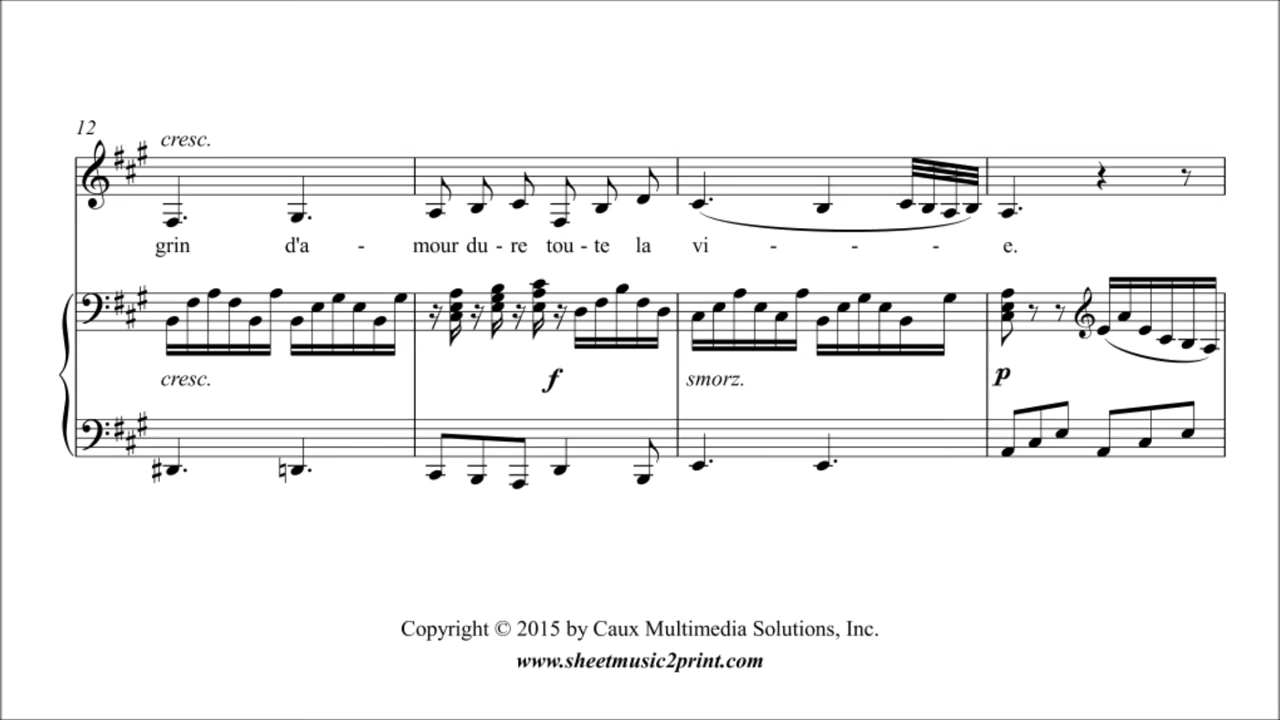 12
cresc.
grin d'a - mour du - re tou - te la vi - - - e.
cresc. f smorz. p
Copyright © 2015 by Caux Multimedia Solutions, Inc.
www.sheetmusic2print.com